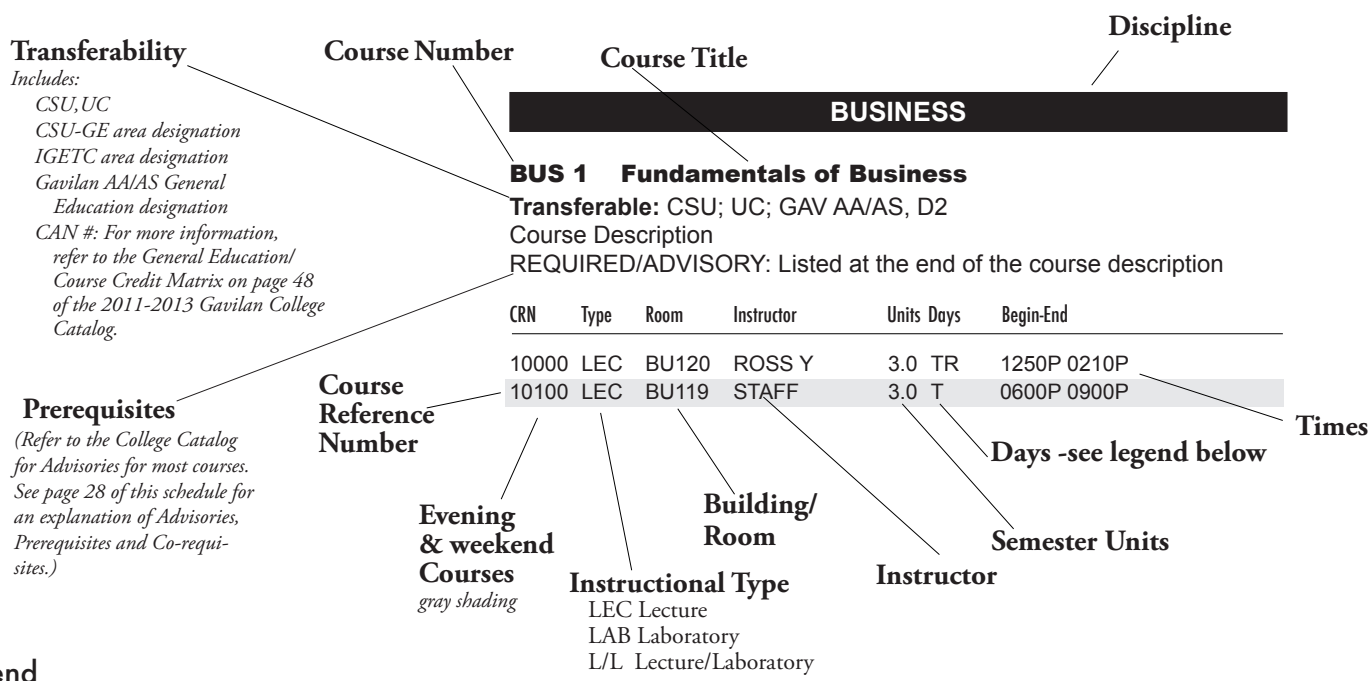 Discipline
Transferability
Includes:
CSU,UC
CSU-GE area designation
IGETC area designation
Gavilan AA/AS General
Education designation
CAN #: For more information,
refer to the General Education/
Course Credit Matrix on page 48
of the 2011-2013 Gavilan College
Catalog.
Course Number
Course Title
BUSINESS
BUS 1 Fundamentals of Business
Transferable: CSU; UC; GAV AA/AS, D2
Course Description
REQUIRED/ADVISORY: Listed at the end of the course description
CRN Type Room Instructor Units Days Begin-End
10000 LEC BU120 ROSS Y 3.0 TR 1250P 0210P
10100 LEC BU119 STAFF 3.0 T 0600P 0900P
Prerequisites
(Refer to the College Catalog
for Advisories for most courses.
See page 28 of this schedule for
an explanation of Advisories,
Prerequisites and Co-requi-
sites.)
Course
Reference
Number
Times
Days -see legend below
Evening
& weekend
Courses
gray shading
Building/
Room
Semester Units
Instructor
Instructional Type
LEC Lecture
LAB Laboratory
L/L Lecture/Laboratory